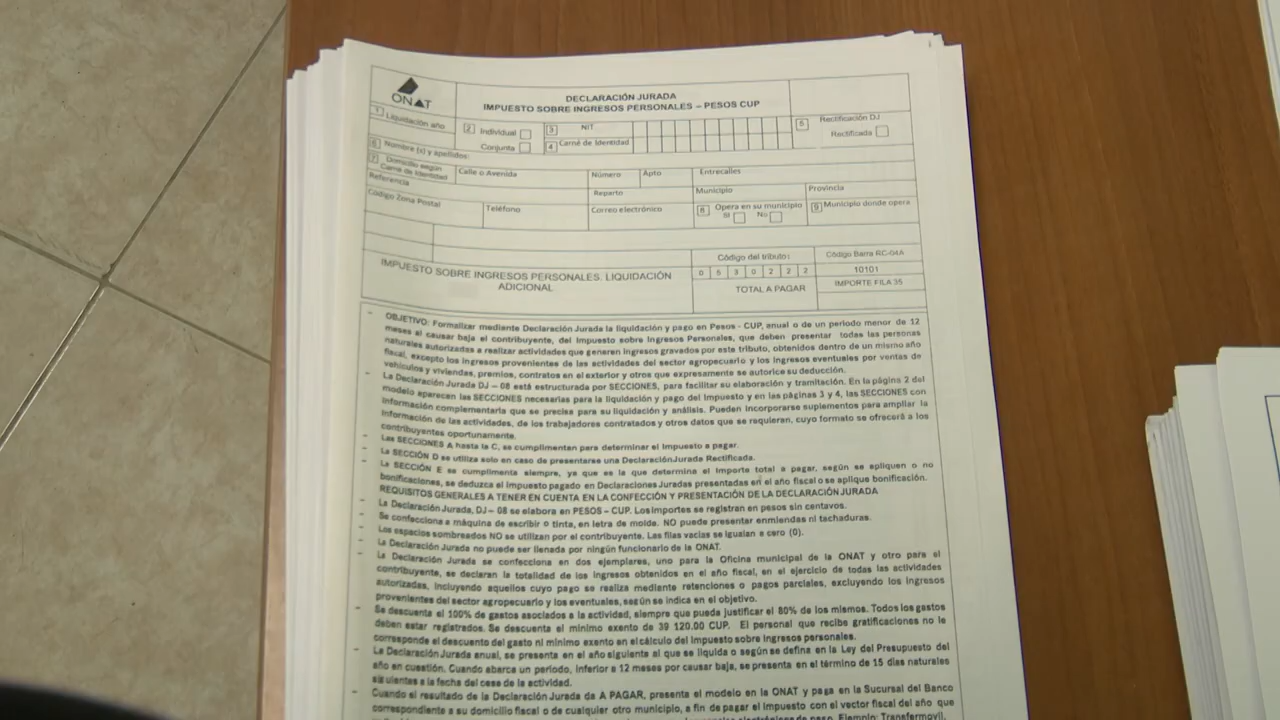 ONAT
DECLARACIÓN JURADA
IMPUESTO SOBRE INGRESOS PERSONALES – PESOS CUP
1 Liquidación año
2 Individual
Conjunta
3 NIT
4 Carné de Identidad
5 Rectificación DJ
Rectificada
6 Nombre (s) y apellidos:
7 Domicilio según
Carné de Identidad
Calle o Avenida
Número
Apto
Entrecalles
Referencia
Reparto
Municipio
Provincia
Código Zona Postal
Teléfono
Correo electrónico
8 Opera en su municipio
Si No
9 Municipio donde opera
IMPUESTO SOBRE INGRESOS PERSONALES. LIQUIDACIÓN
ADICIONAL
Código del tributo:
0 5 3 0 2 2 2
TOTAL A PAGAR
Código Barra RC-04A
10101
IMPORTE FILA 35
- OBJETIVO: Formalizar mediante Declaración Jurada la liquidación y pago en Pesos - CUP, anual o de un periodo menor de 12
meses al causar baja el contribuyente, del Impuesto sobre Ingresos Personales, que deben presentar todas las personas
naturales autorizadas a realizar actividades que generen ingresos gravados por este tributo, obtenidos dentro de un mismo año
fiscal, excepto los ingresos provenientes de las actividades del sector agropecuario y los ingresos eventuales por ventas de
vehículos y viviendas, premios, contratos en el exterior y otros que expresamente se autorice su deducción.
- La Declaración Jurada DJ – 08 está estructurada por SECCIONES, para facilitar su elaboración y tramitación. En la página 2 del
modelo aparecen las SECCIONES necesarias para la liquidación y pago del Impuesto y en las páginas 3 y 4, las SECCIONES con
información complementaria que se precisa para su liquidación y análisis. Pueden incorporarse suplementos para ampliar la
información de las actividades, de los trabajadores contratados y otros datos que se requieran, cuyo formato se ofrecerá a los
contribuyentes oportunamente.
- Las SECCIONES A hasta la C, se cumplimentan para determinar el Impuesto a pagar.
- La SECCIÓN D se utiliza solo en caso de presentarse una Declaración Jurada Rectificada.
- La SECCIÓN E se cumplimenta siempre, ya que es la que determina el Importe total a pagar, según se apliquen o no
bonificaciones, se deduzca el Impuesto pagado en Declaraciones Juradas presentadas en el año fiscal o se aplique bonificación.
REQUISITOS GENERALES A TENER EN CUENTA EN LA CONFECCIÓN Y PRESENTACIÓN DE LA DECLARACIÓN JURADA
- La Declaración Jurada, DJ – 08 se elabora en PESOS – CUP. Los importes se registran en pesos sin centavos.
- Se confecciona a máquina de escribir o tinta, en letra de molde. NO puede presentar enmiendas ni tachaduras.
- Los espacios sombreados NO se utilizan por el contribuyente. Las filas vacías se igualan a cero (0).
- La Declaración Jurada no puede ser llenada por ningún funcionario de la ONAT.
- La Declaración Jurada se confecciona en dos ejemplares, uno para la Oficina municipal de la ONAT y otro para el
contribuyente, se declaran la totalidad de los ingresos obtenidos en el año fiscal, en el ejercicio de todas las actividades
autorizadas, incluyendo aquellos cuyo pago se realiza mediante retenciones o pagos parciales, excluyendo los ingresos
provenientes del sector agropecuario y los eventuales, según se indica en el objetivo.
- Se descuenta el 100% de gastos asociados a la actividad, siempre que pueda justificar el 80% de los mismos. Todos los gastos
deben estar registrados. Se descuenta el mínimo exento de 39 120.00 CUP. El personal que reciba gratificaciones no le
corresponde el descuento del gasto ni mínimo exento en el cálculo del Impuesto sobre ingresos personales.
- La Declaración Jurada anual, se presenta en el año siguiente al que se liquida o según se defina en la Ley del Presupuesto del
año en cuestión. Cuando abarca un período, inferior a 12 meses por causar baja, se presenta en el término de 15 días naturales
siguientes a la fecha del cese de la actividad.
- Cuando el resultado de la Declaración Jurada da A PAGAR, presenta el modelo en la ONAT y paga en la Sucursal del Banco
correspondiente a su domicilio fiscal o de cualquier otro municipio, a fin de pagar el Impuesto con el vector fiscal del año que
electrónicos de pago. Ejemplo: Transfermovil,